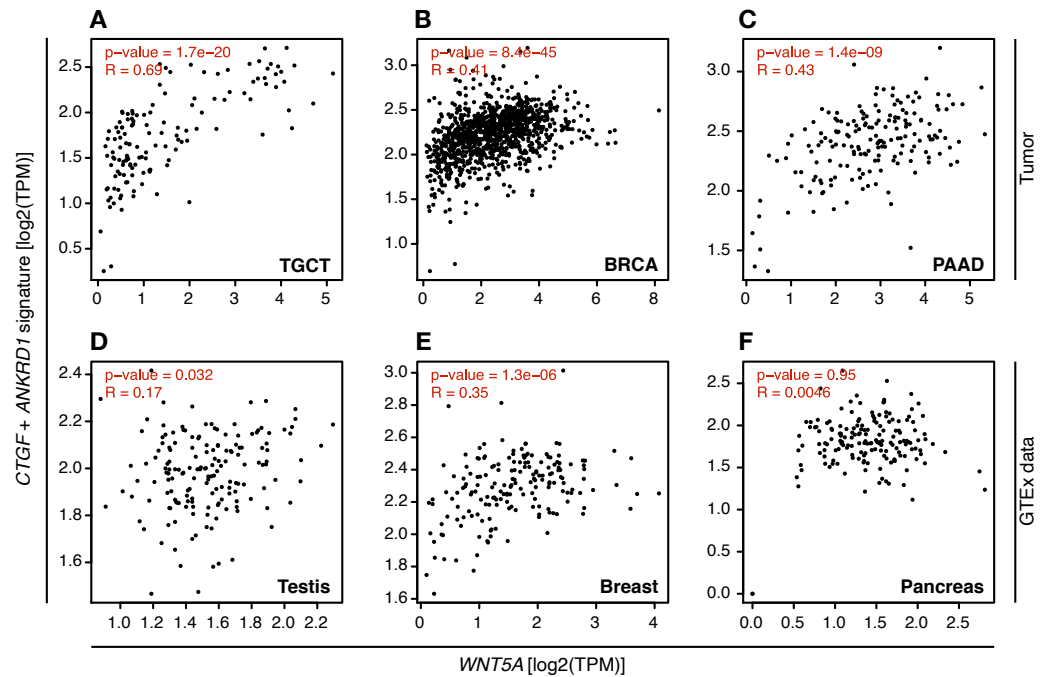 A
p-value = 1.7e-20
R = 0.69
2.5
2.0
1.5
1.0
0.5
TGCT
0 1 2 3 4 5
B
p-value = 8.4e-45
R = 0.41
3.0
2.5
2.0
1.5
1.0
BRCA
0 2 4 6 8
C
p-value = 1.4e-09
R = 0.43
3.0
2.5
2.0
1.5
PAAD
0 1 2 3 4 5
Tumor
CTGF + ANKRD1 signature [log2(TPM)]
D
p-value = 0.032
R = 0.17
2.4
2.2
2.0
1.8
1.6
Testis
1.0 1.2 1.4 1.6 1.8 2.0 2.2
E
p-value = 1.3e-06
R = 0.35
3.0
2.8
2.6
2.4
2.2
2.0
1.8
1.6
Breast
0 1 2 3 4
F
p-value = 0.95
R = 0.0046
2.5
2.0
1.5
1.0
0.5
0.0
Pancreas
0.0 0.5 1.0 1.5 2.0 2.5
GTEx data
WNT5A [log2(TPM)]